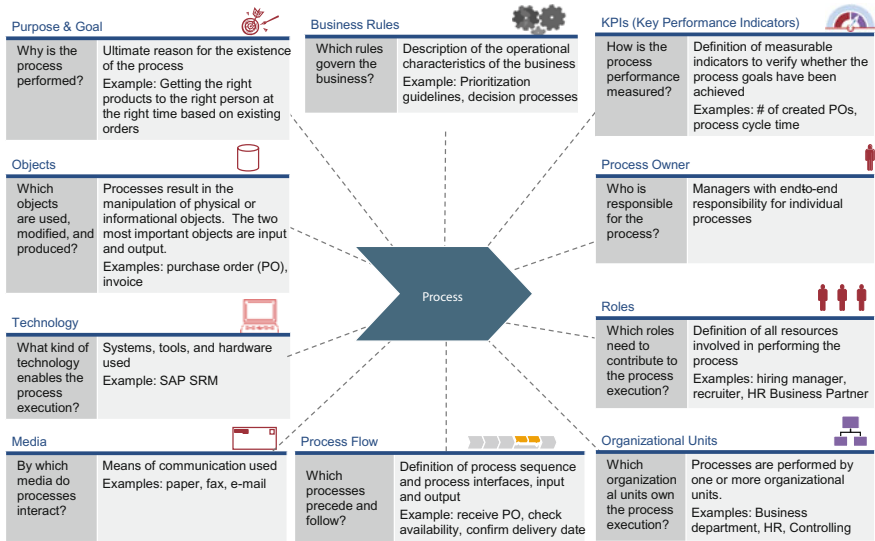 Purpose & Goal
Why is the
process
performed?
Ultimate reason for the existence
of the process
Example: Getting the right
products to the right person at
the right time based on existing
orders
Business Rules
Which rules
govern the
business?
Description of the operational
characteristics of the business
Example: Prioritization
guidelines, decision processes
KPIs (Key Performance Indicators)
How is the
process
performance
measured?
Definition of measurable
indicators to verify whether the
process goals have been
achieved
Examples: # of created POs,
process cycle time
Objects
Which
objects
are used,
modified, and
produced?
Processes result in the
manipulation of physical or
informational objects. The two
most important objects are input
and output.
Examples: purchase order (PO),
invoice
Process Owner
Who is
responsible
for the
process?
Managers with end-to-end
responsibility for individual
processes
Process
Technology
What kind of
technology
enables the
process
execution?
Systems, tools, and hardware
used
Example: SAP SRM
Roles
Which roles
need to
contribute to
the process
execution?
Definition of all resources
involved in performing the
process
Examples: hiring manager,
recruiter, HR Business Partner
Media
By which
media do
processes
interact?
Means of communication used
Examples: paper, fax, e-mail
Process Flow
Which
processes
precede and
follow?
Definition of process sequence
and process interfaces, input
and output
Example: receive PO, check
availability, confirm delivery date
Organizational Units
Which
organization
al units own
the process
execution?
Processes are performed by
one or more organizational
units.
Examples: Business
department, HR, Controlling